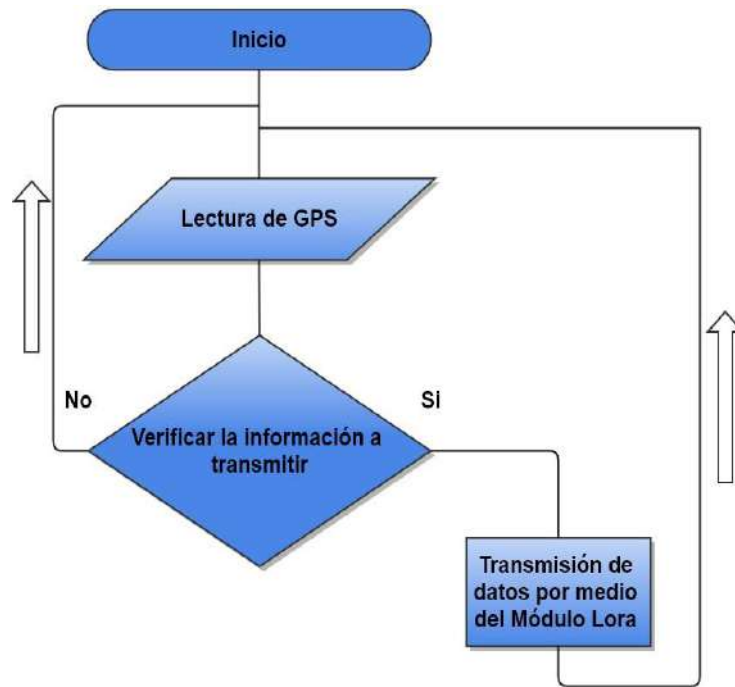 Inicio
Lectura de GPS
No
Si
Verificar la información a
transmitir
Transmisión de
datos por medio
del Módulo Lora